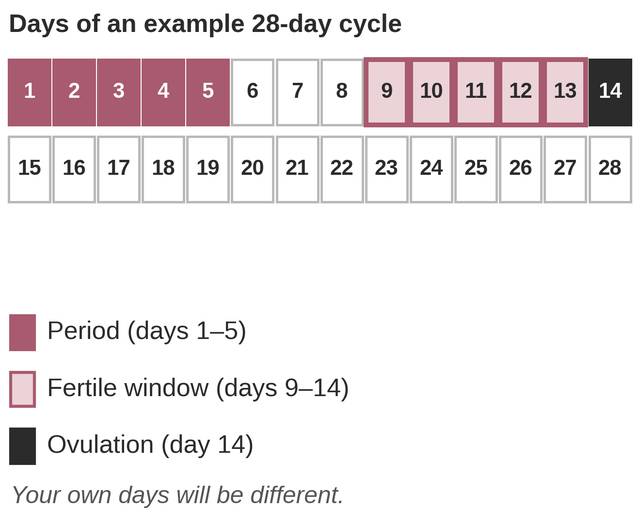 Days of an example 28-day cycle
1 2 3 4 5 6 7 8 9 10 11 12 13 14
15 16 17 18 19 20 21 22 23 24 25 26 27 28
Period (days 1–5)
Fertile window (days 9–14)
Ovulation (day 14)
Your own days will be different.